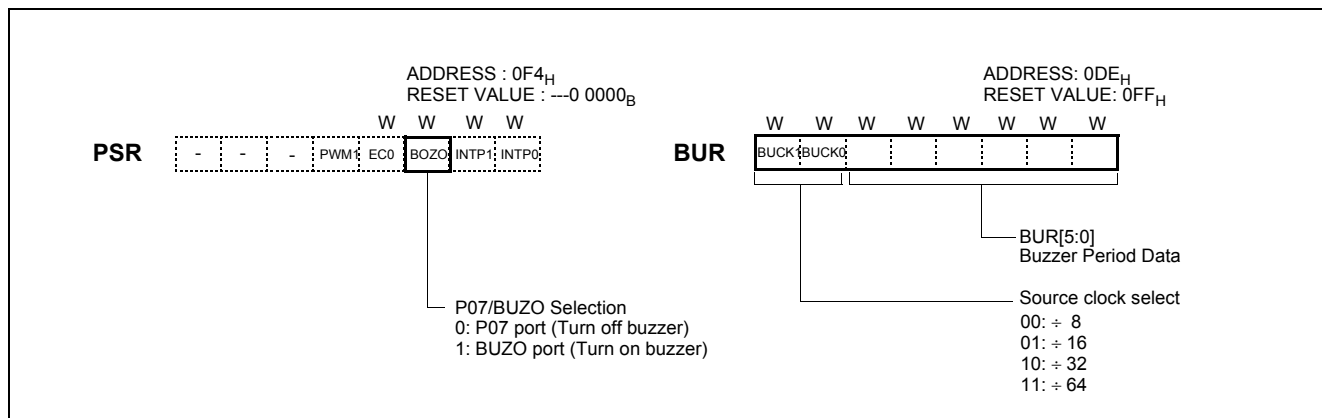 ADDRESS : 0F4H
RESET VALUE : ---0 0000B
W W W W
PSR - - - PWM1 EC0 BOZO INTP1 INTP0
P07/BUZO Selection
0: P07 port (Turn off buzzer)
1: BUZO port (Turn on buzzer)
ADDRESS: 0DEH
RESET VALUE: 0FFH
W W W W W W W W
BUR BUCK1 BUCK0
BUR[5:0]
Buzzer Period Data
Source clock select
00: ÷ 8
01: ÷ 16
10: ÷ 32
11: ÷ 64